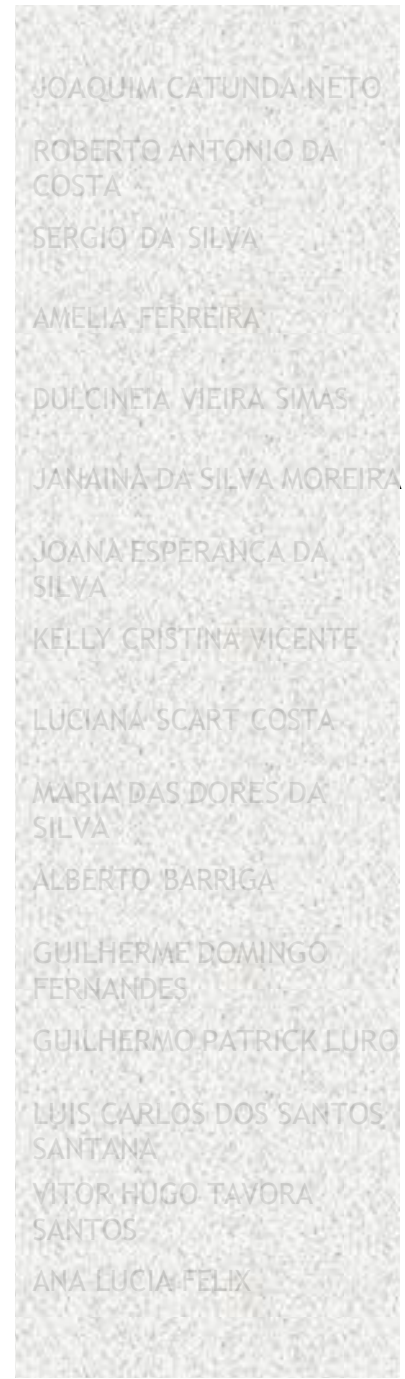 JOAQUIM CATUNDA NETO
ROBERTO ANTONIO DA
COSTA
SERGIO DA SILVA
AMELIA FERREIRA
DULCINEIA VIEIRA SIMAS
JANAINA DA SILVA MOREIRA
JOANA ESPERANÇA DA
SILVA
KELLY CRISTINA VICENTE
LUCIANA SCART COSTA
MARIA DAS DORES DA
SILVA
ALBERTO BARRIGA
GUILHERME DOMINGO
FERNANDES
GUILHERMO PATRICK LURO
LUIS CARLOS DOS SANTOS
SANTANA
VITOR HUGO TAVORA
SANTOS
ANA LUCIA FELIX